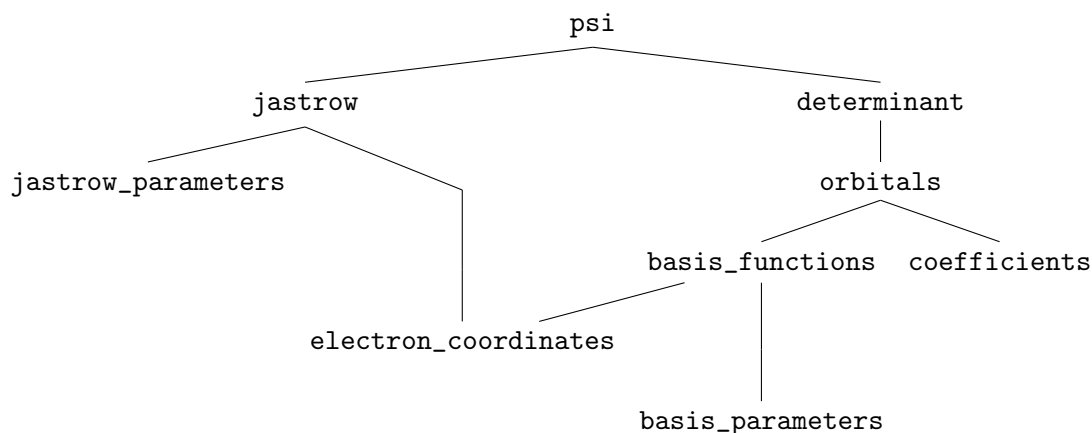 psi
jastrow determinant
jastrow_parameters orbitals
basis_functions coefficients
electron_coordinates
basis_parameters